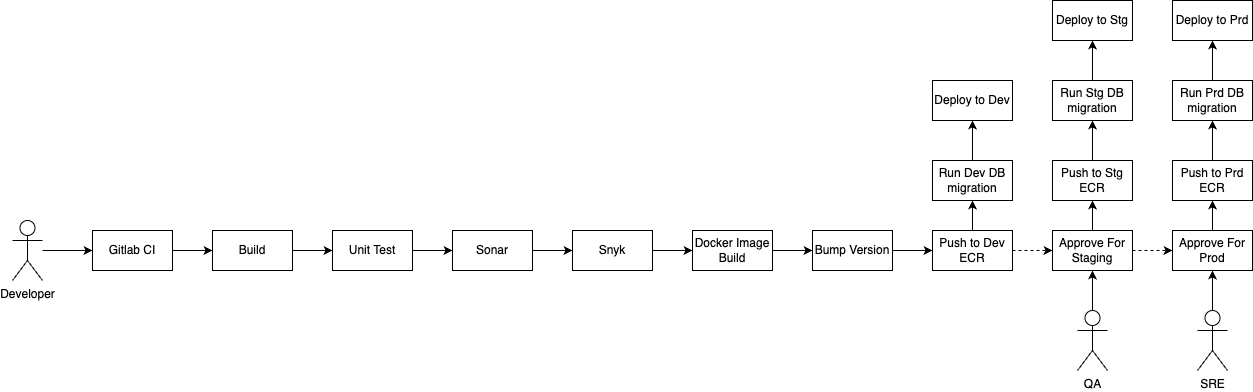 Deploy to Stg
Deploy to Prd
Deploy to Dev
Run Stg DB
migration
Run Prd DB
migration
Run Dev DB
migration
Push to Stg
ECR
Push to Prd
ECR
Developer
Gitlab CI
Build
Unit Test
Sonar
Snyk
Docker Image
Build
Bump Version
Push to Dev
ECR
Approve For
Staging
Approve For
Prod
QA
SRE